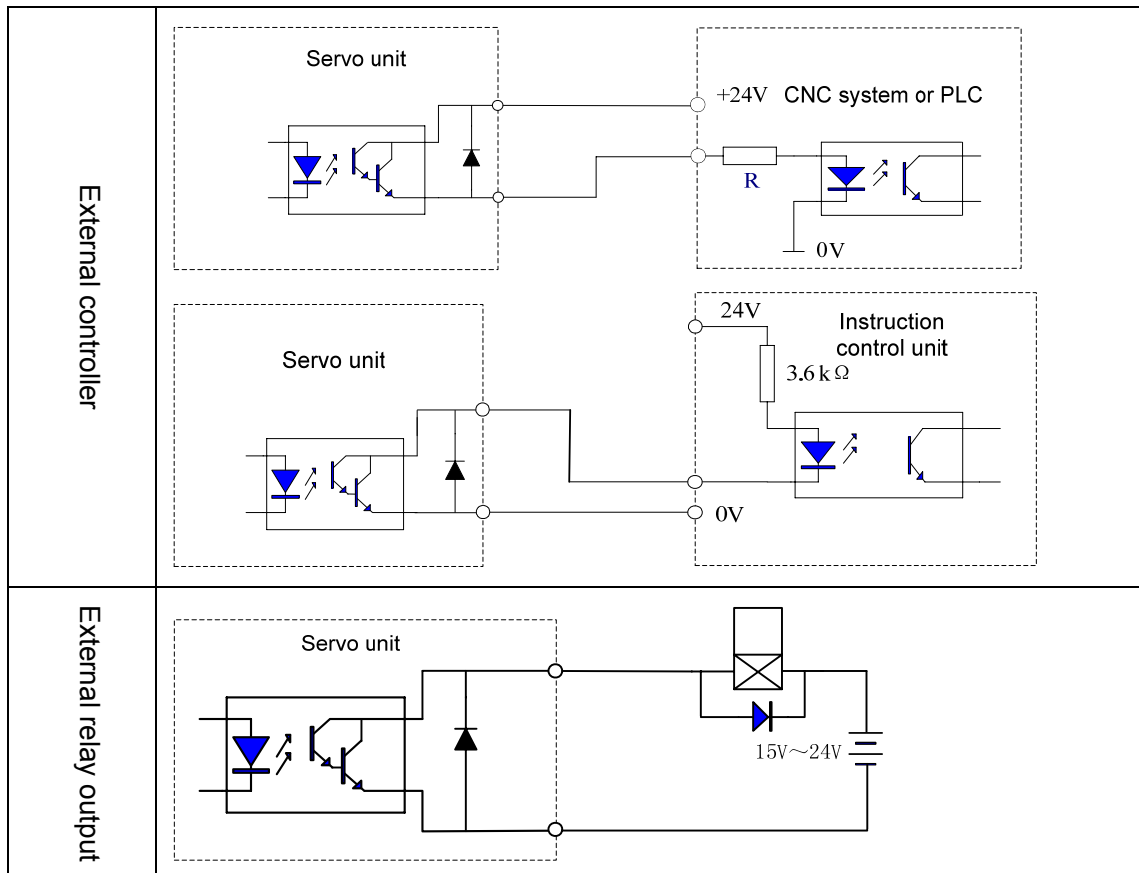 External controller
Servo unit
+24V
CNC system or PLC
R
0V
Servo unit
24V
Instruction
control unit
3.6 k Ω
0V
External relay output
Servo unit
15V～24V